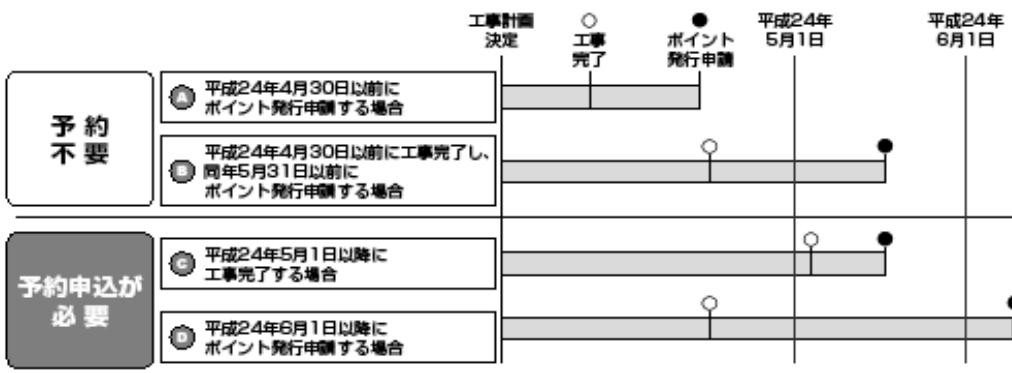 工事計画
決定
工事
完了
ポイント
発行申請
平成24年
5月1日
平成24年
6月1日
予約
不要
A
平成24年4月30日以前に
ポイント発行申請する場合
B
平成24年4月30日以前に工事完了し、
同年5月31日以前に
ポイント発行申請する場合
予約申込が
必要
C
平成24年5月1日以降に
工事完了する場合
D
平成24年6月1日以降に
ポイント発行申請する場合